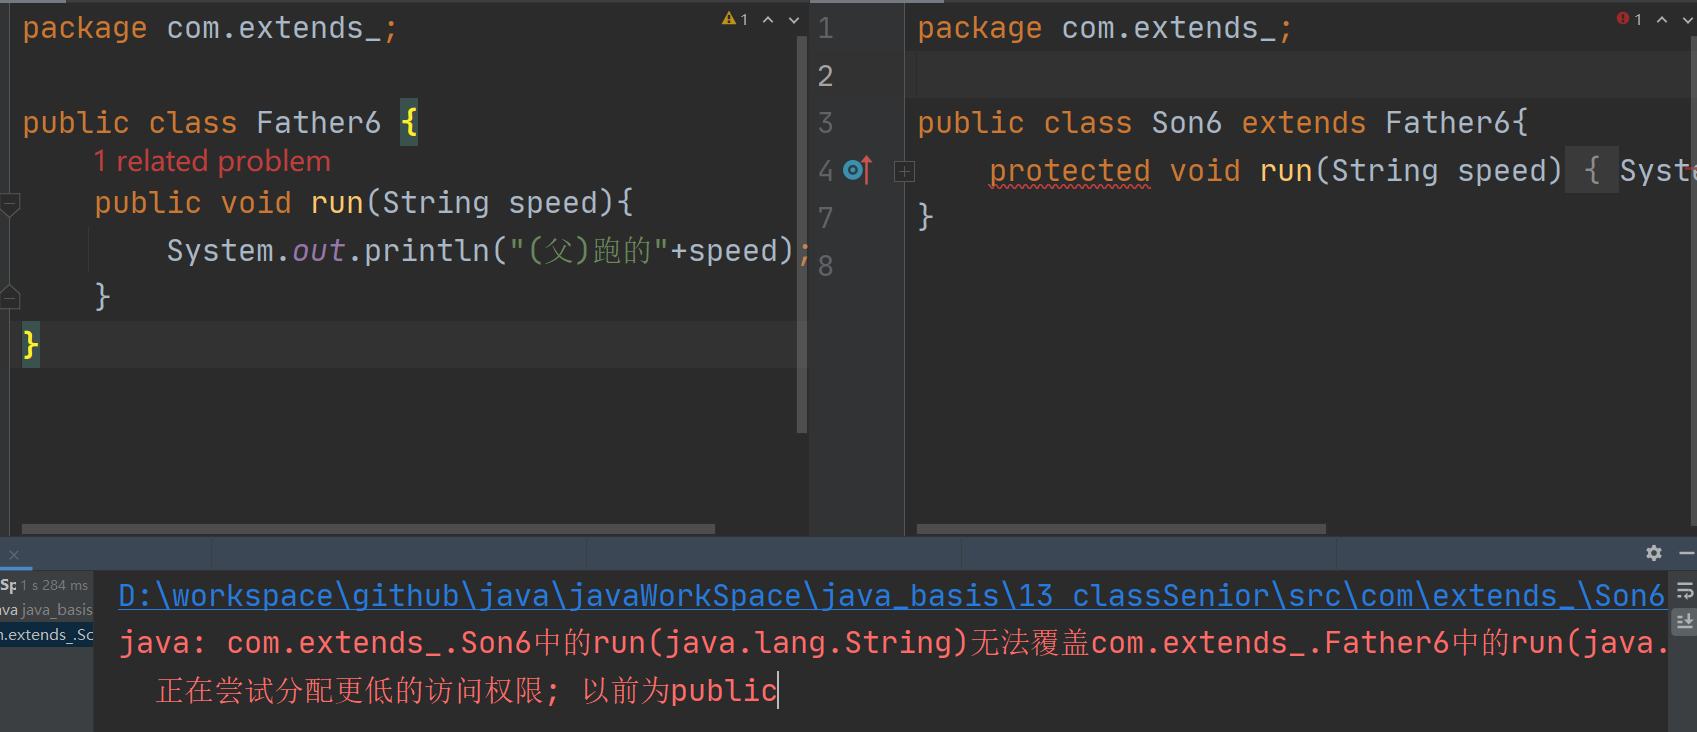 package com.extends_;
1
public class Father6 {
1 related problem
public void run(String speed){
System.out.println("(父)跑的"+speed);
}
}
1
package com.extends_;
1
2
3
public class Son6 extends Father6{
4
protected void run(String speed) { Syste
7
}
8
Sp 1 s 284 ms
ava java_basis
n.extends_.Sc
D:\workspace\github\java\javaWorkSpace\java_basis\13 classSenior\src\com\extends_\Son6
java: com.extends_.Son6中的run(java.lang.String)无法覆盖com.extends_.Father6中的run(java.
正在尝试分配更低的访问权限; 以前为public